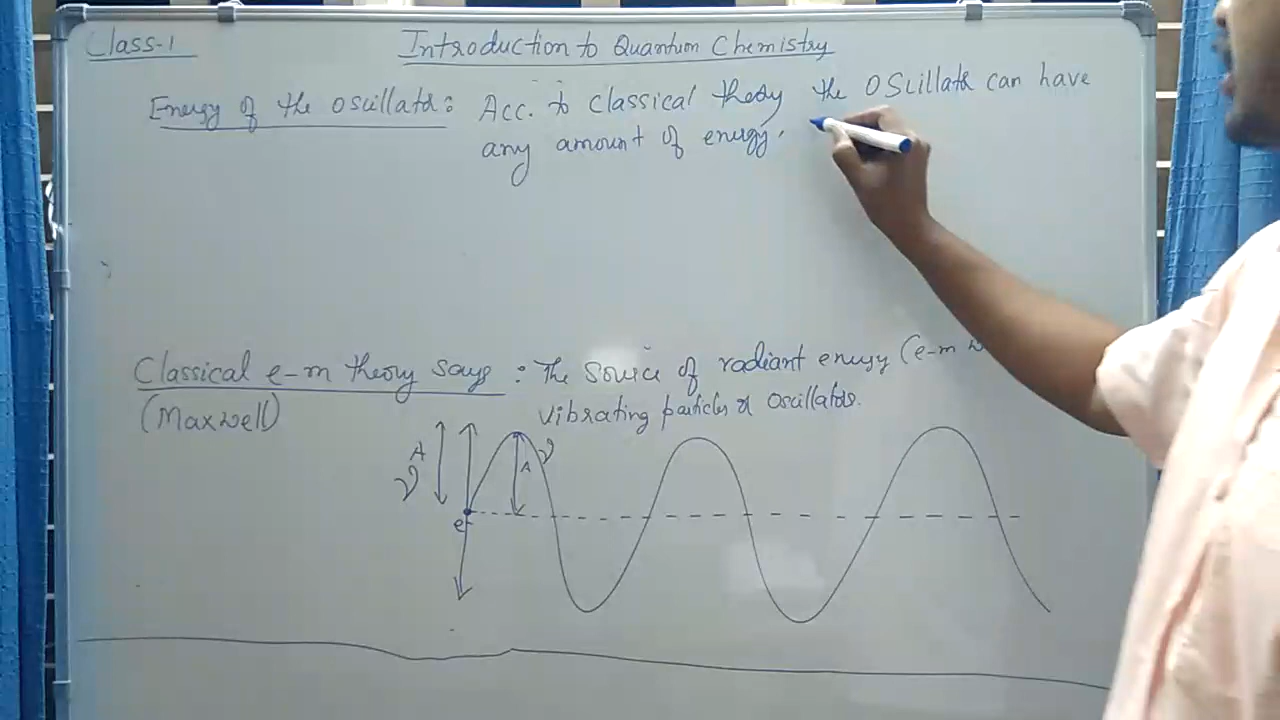 Class-1
Introduction to Quantum Chemistry
Energy of the oscillator: Acc. to classical theory the oscillator can have
any amount of energy.
Classical e-m theory says: The source of radiant energy (e-m
(Maxwell)
vibrating particles or oscillators.
A
ν
A
ν
e